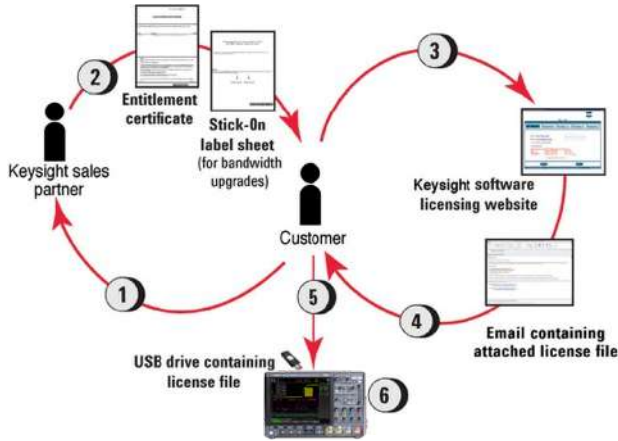 2
Entitlement
certificate
Stick-On
label sheet
(for bandwidth
upgrades)
3
Keysight sales
partner
Keysight software
licensing website
Customer
1
5
4
Email containing
attached license file
USB drive containing
license file
6